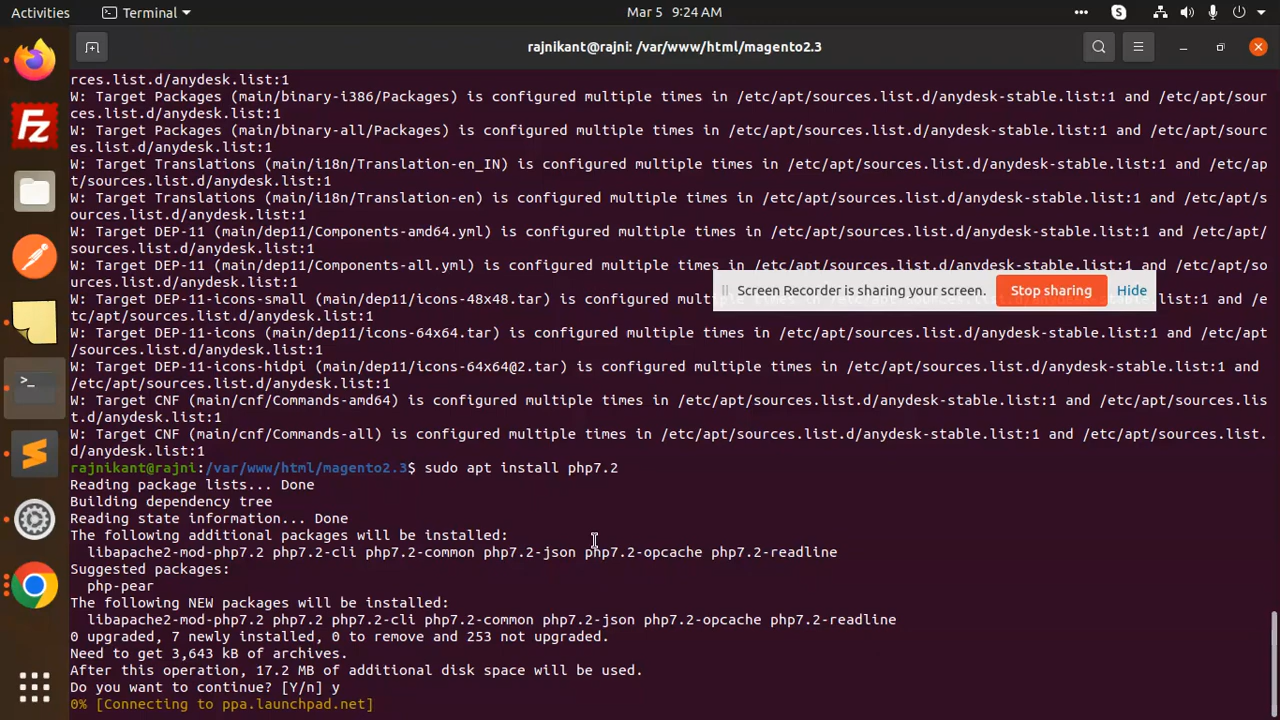 Activities
Terminal
Mar 5 9:24 AM
rajnikant@rajni: /var/www/html/magento2.3
rces.list.d/anydesk.list:1
W: Target Packages (main/binary-i386/Packages) is configured multiple times in /etc/apt/sources.list.d/anydesk-stable.list:1 and /etc/apt/sour
ces.list.d/anydesk.list:1
W: Target Packages (main/binary-all/Packages) is configured multiple times in /etc/apt/sources.list.d/anydesk-stable.list:1 and /etc/apt/sourc
es.list.d/anydesk.list:1
W: Target Translations (main/i18n/Translation-en_IN) is configured multiple times in /etc/apt/sources.list.d/anydesk-stable.list:1 and /etc/ap
t/sources.list.d/anydesk.list:1
W: Target Translations (main/i18n/Translation-en) is configured multiple times in /etc/apt/sources.list.d/anydesk-stable.list:1 and /etc/apt/s
ources.list.d/anydesk.list:1
W: Target DEP-11 (main/dep11/Components-amd64.yml) is configured multiple times in /etc/apt/sources.list.d/anydesk-stable.list:1 and /etc/apt/
sources.list.d/anydesk.list:1
W: Target DEP-11 (main/dep11/Components-all.yml) is configured multiple times in /etc/apt/sources.list.d/anydesk-stable.list:1 and /etc/apt/so
urces.list.d/anydesk.list:1
Screen Recorder is sharing your screen.
Stop sharing
Hide
W: Target DEP-11-icons-small (main/dep11/icons-48x48.tar) is configured multiple times in /etc/apt/sources.list.d/anydesk-stable.list:1 and /e
tc/apt/sources.list.d/anydesk.list:1
W: Target DEP-11-icons (main/dep11/icons-64x64.tar) is configured multiple times in /etc/apt/sources.list.d/anydesk-stable.list:1 and /etc/apt
/sources.list.d/anydesk.list:1
W: Target DEP-11-icons-hidpi (main/dep11/icons-64x64@2.tar) is configured multiple times in /etc/apt/sources.list.d/anydesk-stable.list:1 and
/etc/apt/sources.list.d/anydesk.list:1
W: Target CNF (main/cnf/Commands-amd64) is configured multiple times in /etc/apt/sources.list.d/anydesk-stable.list:1 and /etc/apt/sources.lis
t.d/anydesk.list:1
W: Target CNF (main/cnf/Commands-all) is configured multiple times in /etc/apt/sources.list.d/anydesk-stable.list:1 and /etc/apt/sources.list.
d/anydesk.list:1
rajnikant@rajni:/var/www/html/magento2.3$ sudo apt install php7.2
Reading package lists... Done
Building dependency tree
Reading state information... Done
The following additional packages will be installed:
libapache2-mod-php7.2 php7.2-cli php7.2-common php7.2-json php7.2-opcache php7.2-readline
Suggested packages:
php-pear
The following NEW packages will be installed:
libapache2-mod-php7.2 php7.2 php7.2-cli php7.2-common php7.2-json php7.2-opcache php7.2-readline
0 upgraded, 7 newly installed, 0 to remove and 253 not upgraded.
Need to get 3,643 kB of archives.
After this operation, 17.2 MB of additional disk space will be used.
Do you want to continue? [Y/n] y
0% [Connecting to ppa.launchpad.net]